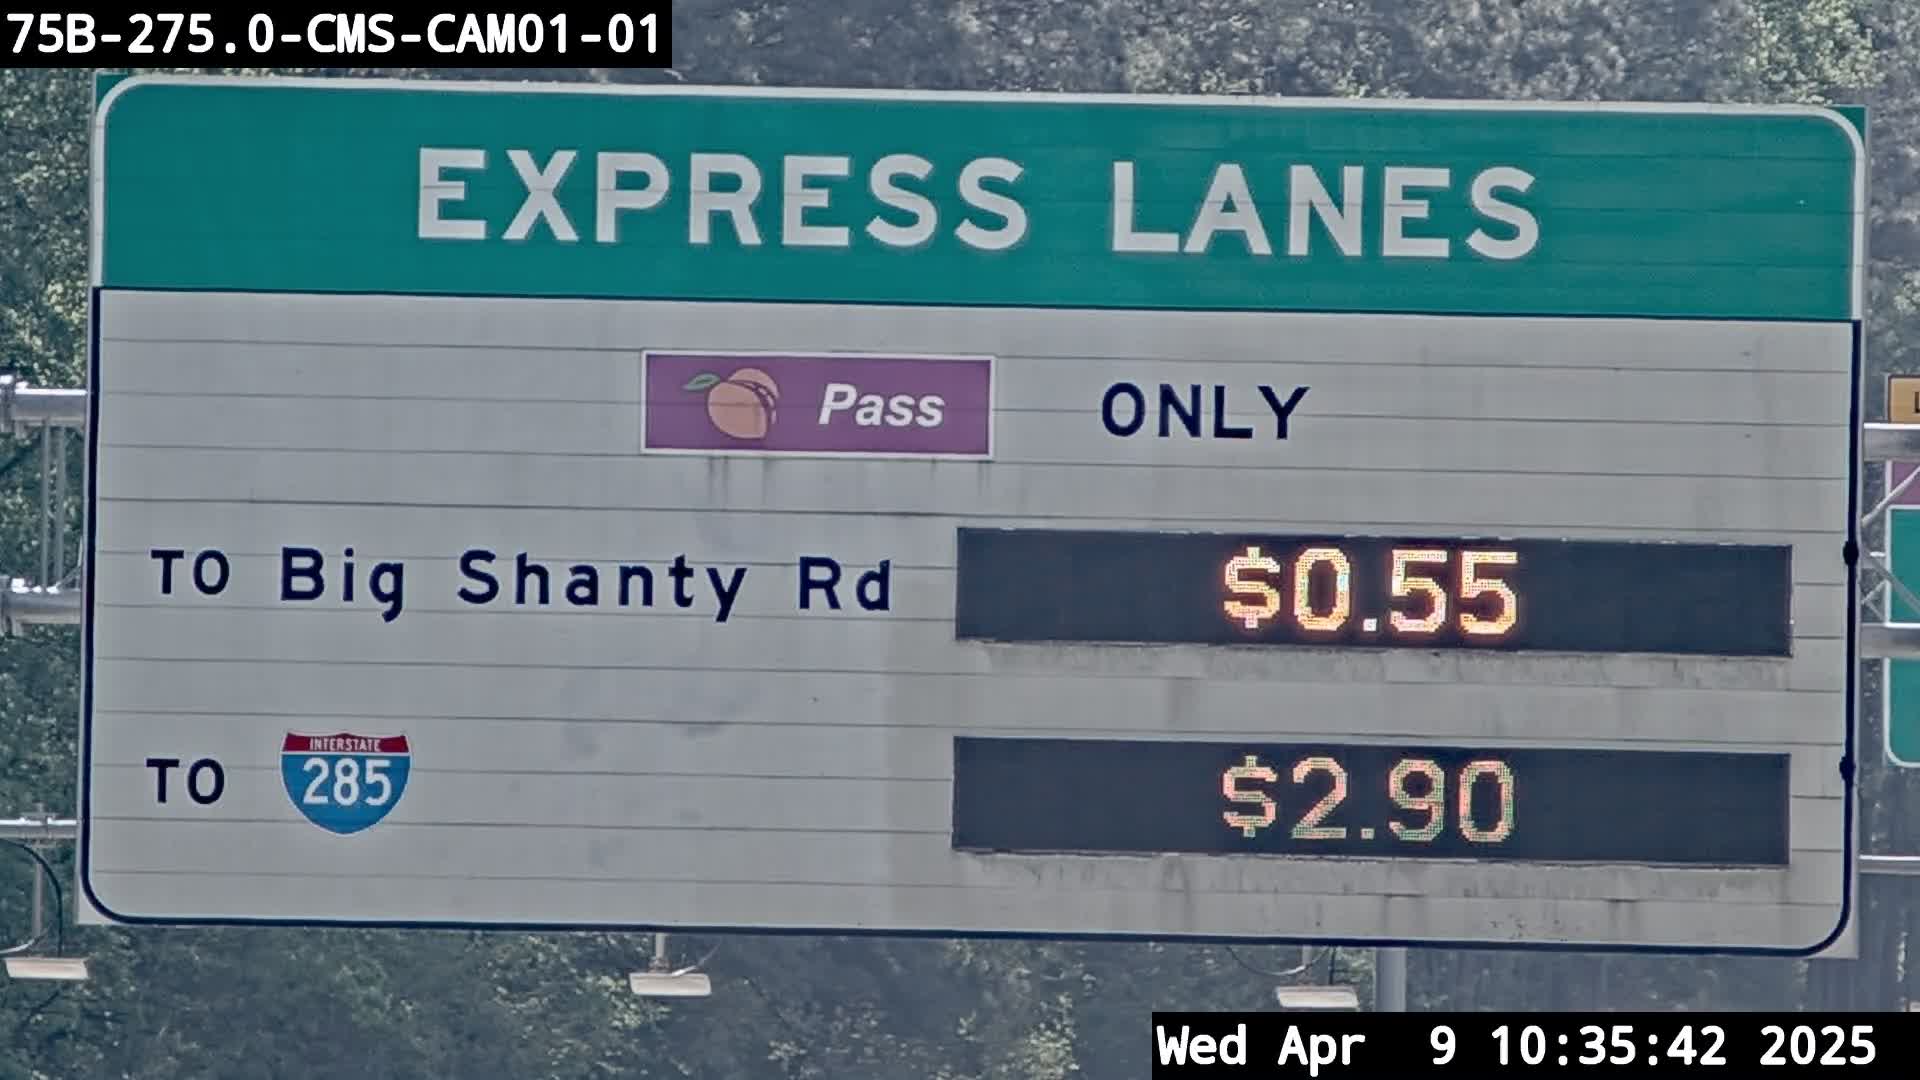 75B-275.0-CMS-CAM01-01
EXPRESS LANES
Pass ONLY
TO Big Shanty Rd $0.55
INTERSTATE
TO 285 $2.90
Wed Apr 9 10:35:42 2025